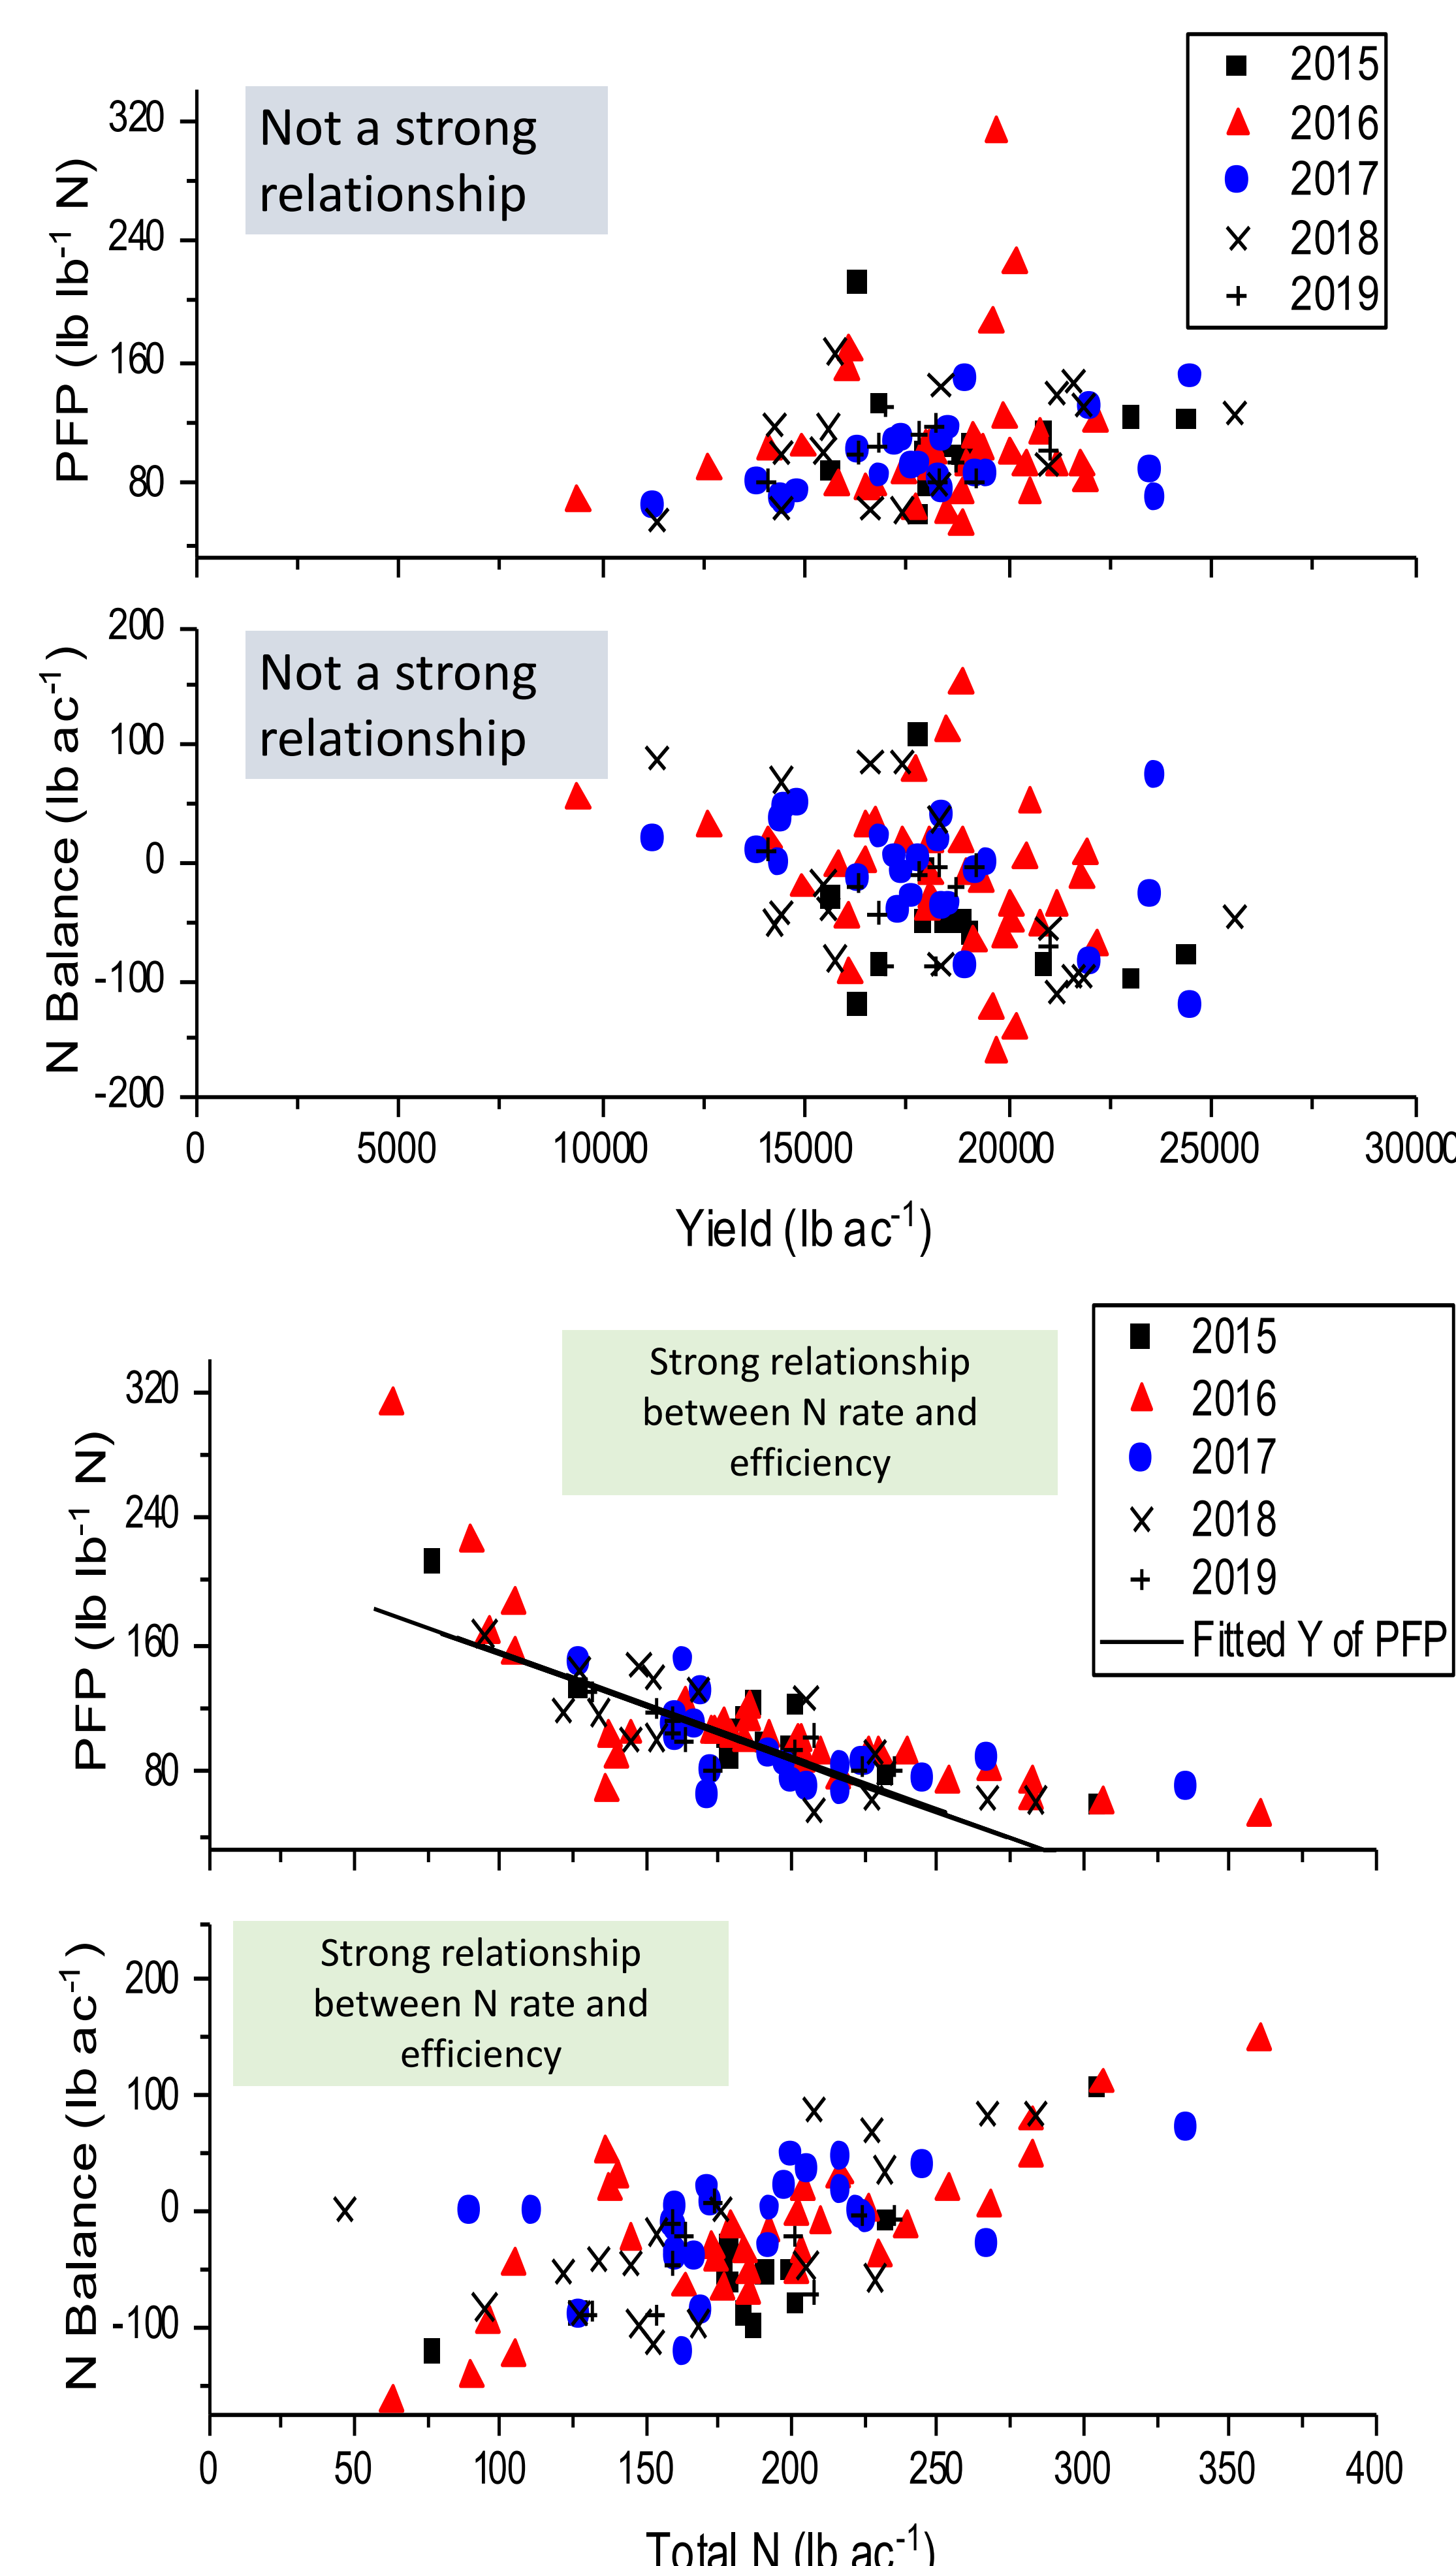 2015
2016
2017
2018
2019
Not a strong
relationship
320
240
160
80
PFP (lb lb-1 N)
Not a strong
relationship
200
100
0
-100
-200
N Balance (lb ac-1)
0 5000 10000 15000 20000 25000 30000
Yield (lb ac-1)
2015
2016
2017
2018
2019
Fitted Y of PFP
Strong relationship
between N rate and
efficiency
320
240
160
80
PFP (lb lb-1 N)
Strong relationship
between N rate and
efficiency
200
100
0
-100
N Balance (lb ac-1)
0 50 100 150 200 250 300 350 400
Total N (lb ac-1)